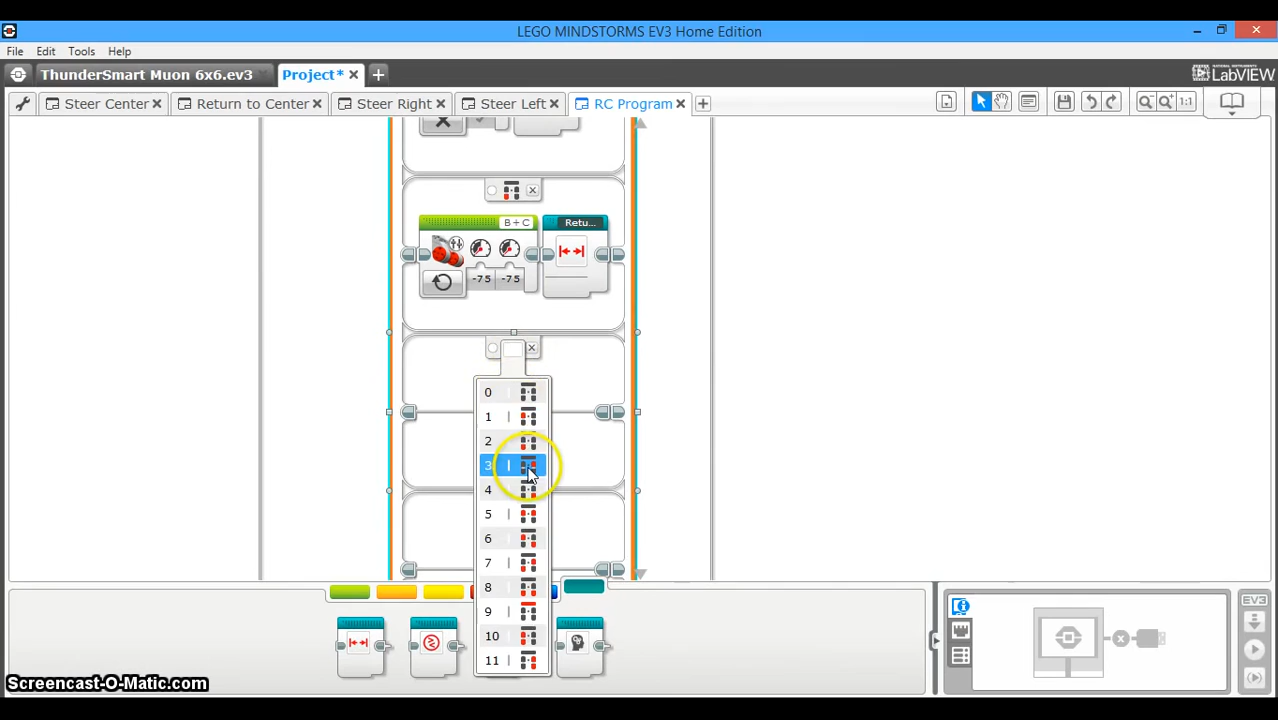 LEGO MINDSTORMS EV3 Home Edition
File Edit Tools Help
ThunderSmart Muon 6x6.ev3 Project* LabVIEW
Steer Center Return to Center Steer Right Steer Left RC Program 1:1
B + C Retu...
-75 -75
0
1
2
3
4
5
6
7
8
9
10
11
EV3
Screencast-O-Matic.com